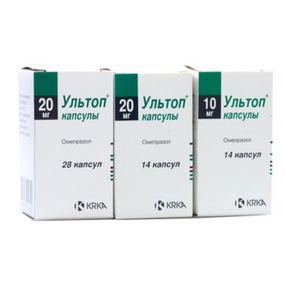 20 мг
Ультоп®
капсулы
Омепразол
28 капсул
KRKA
20 мг
Ультоп®
капсулы
Омепразол
14 капсул
KRKA
10 мг
Ультоп®
капсулы
Омепразол
14 капсул
KRKA